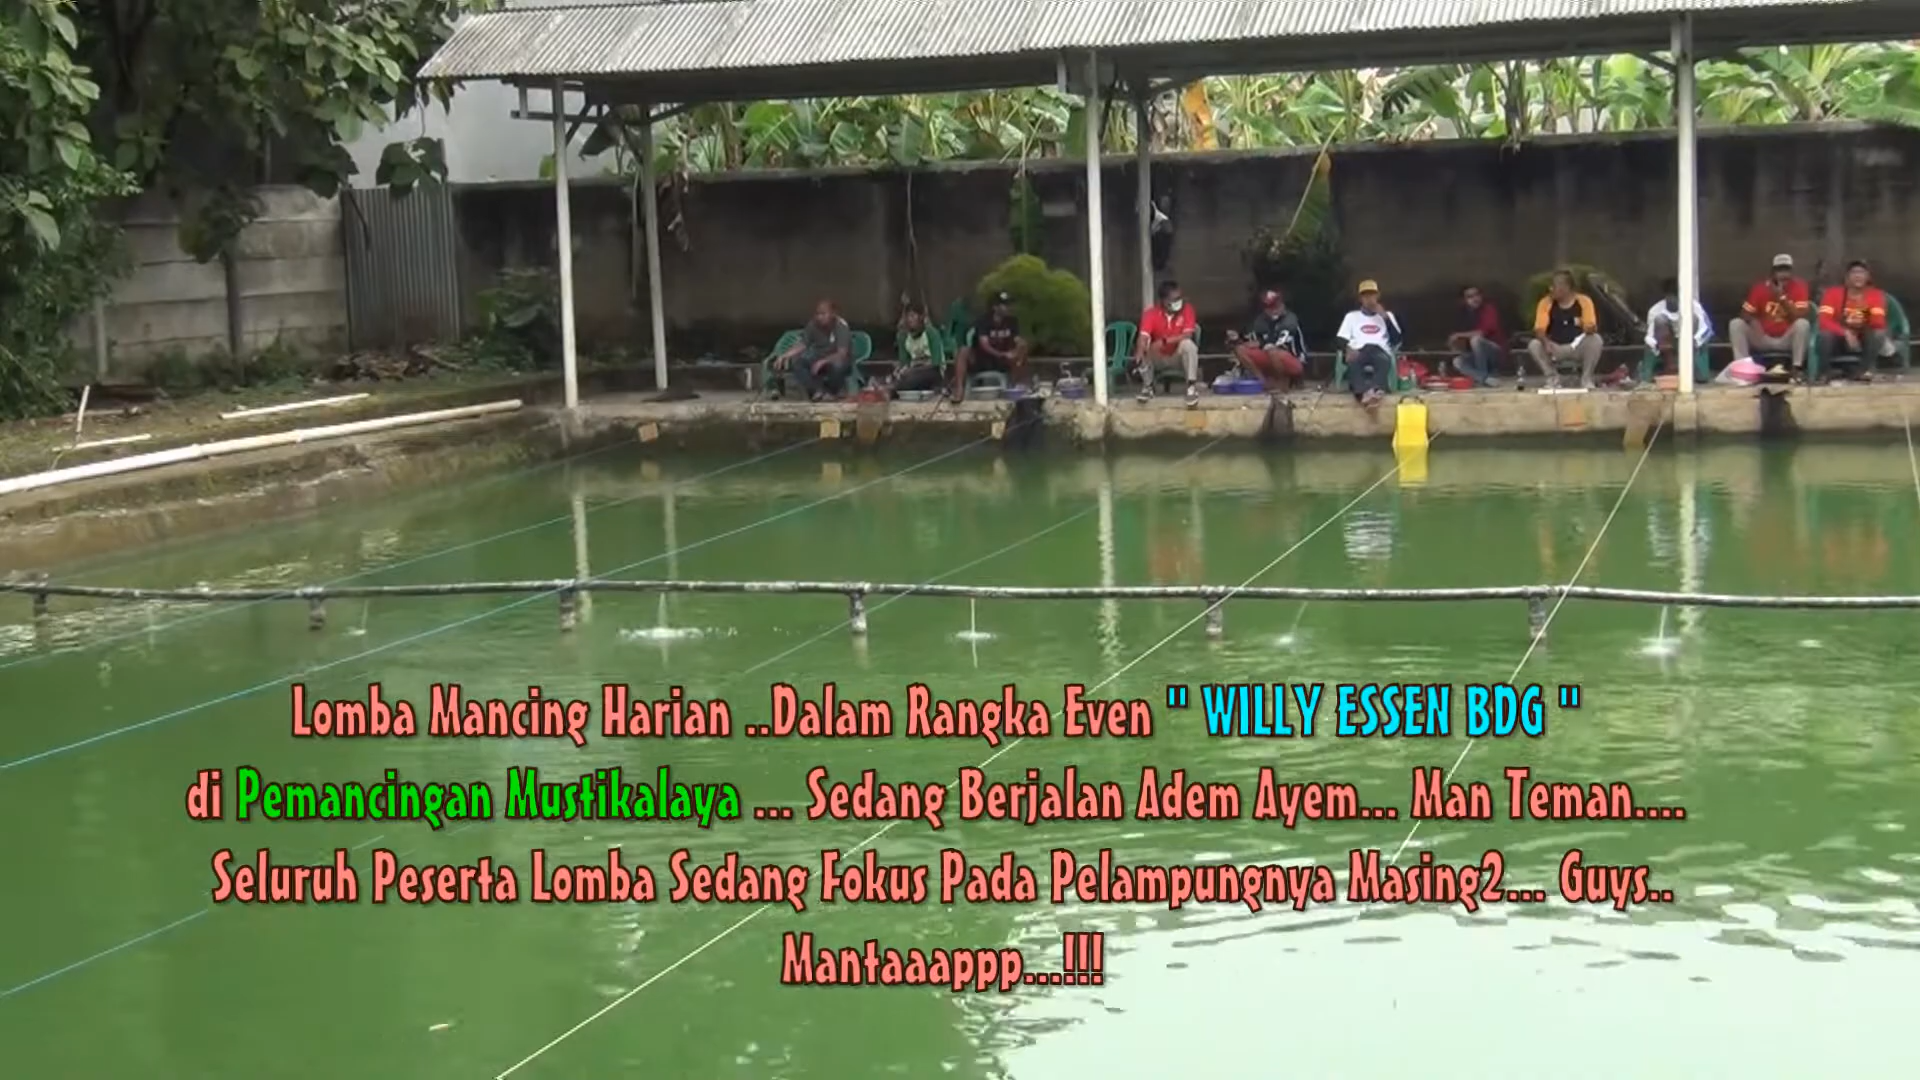 Lomba Mancing Harian ..Dalam Rangka Even " WILLY ESSEN BDG "
di Pemancingan Mustikalaya ... Sedang Berjalan Adem Ayem... Man Teman....
Seluruh Peserta Lomba Sedang Fokus Pada Pelampungnya Masing2... Guys..
Mantaaappp...!!!